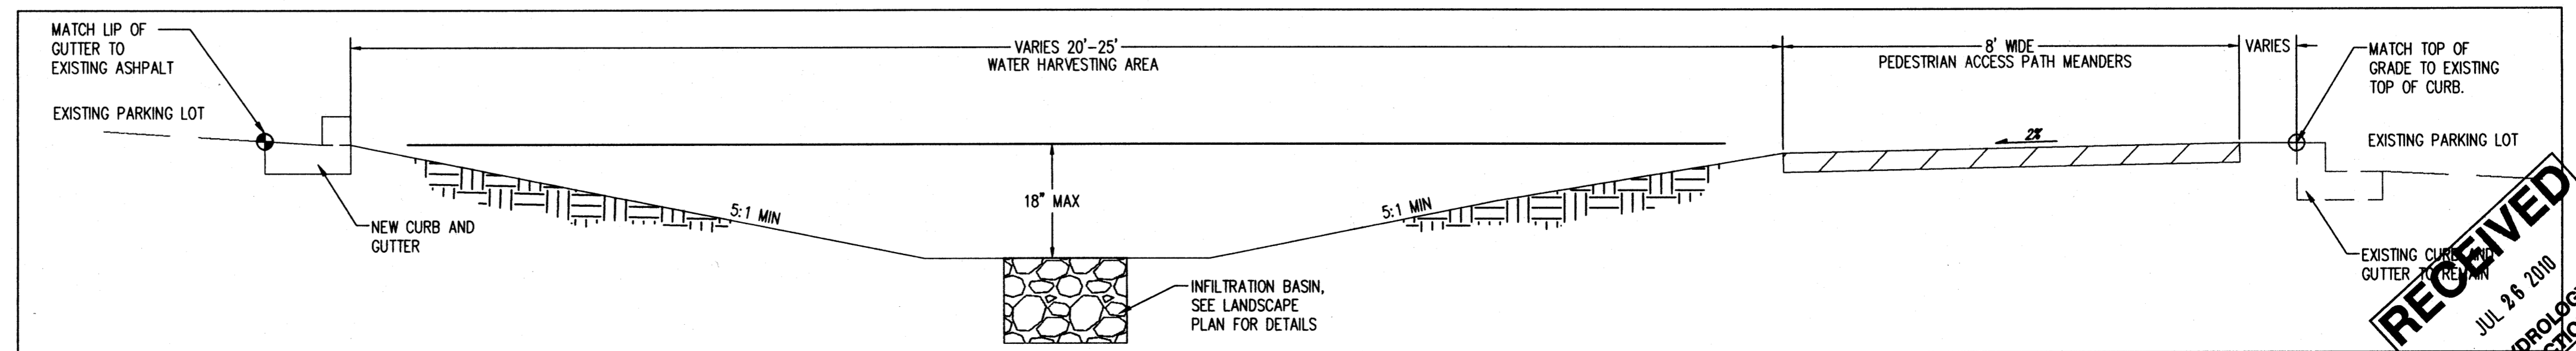 MATCH LIP OF
GUTTER TO
EXISTING ASHPALT
EXISTING PARKING LOT
VARIES 20'-25'
WATER HARVESTING AREA
8' WIDE
PEDESTRIAN ACCESS PATH MEANDERS
VARIES
MATCH TOP OF
GRADE TO EXISTING
TOP OF CURB.
2%
EXISTING PARKING LOT
NEW CURB AND
GUTTER
5:1 MIN
18" MAX
5:1 MIN
INFILTRATION BASIN,
SEE LANDSCAPE
PLAN FOR DETAILS
EXISTING CURB AND
GUTTER TO REMAIN
RECEIVED
JUL 26 2010